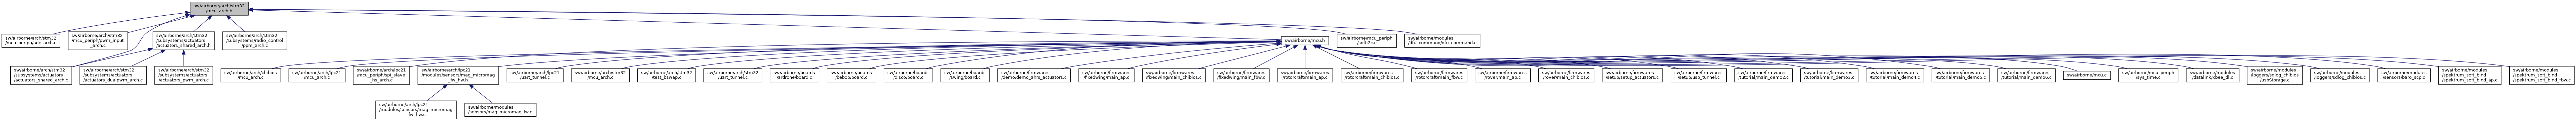 sw/airborne/arch/stm32
/mcu_arch.h
sw/airborne/arch/stm32
/mcu_periph/adc_arch.c
sw/airborne/arch/stm32
/mcu_periph/pwm_input
_arch.c
sw/airborne/arch/stm32
/subsystems/actuators
/actuators_shared_arch.h
sw/airborne/arch/stm32
/subsystems/radio_control
/ppm_arch.c
sw/airborne/mcu.h
sw/airborne/mcu_periph
/softi2c.c
sw/airborne/modules
/dfu_command/dfu_command.c
sw/airborne/arch/stm32
/subsystems/actuators
/actuators_shared_arch.c
sw/airborne/arch/stm32
/subsystems/actuators
/actuators_dualpwm_arch.c
sw/airborne/arch/stm32
/subsystems/actuators
/actuators_pwm_arch.c
sw/airborne/arch/chibios
/mcu_arch.c
sw/airborne/arch/lpc21
/mcu_arch.c
sw/airborne/arch/lpc21
/mcu_periph/spi_slave
_hs_arch.c
sw/airborne/arch/lpc21
/modules/sensors/mag_micromag
_fw_hw.h
sw/airborne/arch/lpc21
/uart_tunnel.c
sw/airborne/arch/stm32
/mcu_arch.c
sw/airborne/arch/stm32
/test_bswap.c
sw/airborne/arch/stm32
/uart_tunnel.c
sw/airborne/boards
/ardrone/board.c
sw/airborne/boards
/bebop/board.c
sw/airborne/boards
/disco/board.c
sw/airborne/boards
/swing/board.c
sw/airborne/firmwares
/demo/demo_ahrs_actuators.c
sw/airborne/firmwares
/fixedwing/main_ap.c
sw/airborne/firmwares
/fixedwing/main_chibios.c
sw/airborne/firmwares
/fixedwing/main_fbw.c
sw/airborne/firmwares
/rotorcraft/main_ap.c
sw/airborne/firmwares
/rotorcraft/main_chibios.c
sw/airborne/firmwares
/rotorcraft/main_fbw.c
sw/airborne/firmwares
/rover/main_ap.c
sw/airborne/firmwares
/rover/main_chibios.c
sw/airborne/firmwares
/setup/setup_actuators.c
sw/airborne/firmwares
/setup/usb_tunnel.c
sw/airborne/firmwares
/tutorial/main_demo2.c
sw/airborne/firmwares
/tutorial/main_demo3.c
sw/airborne/firmwares
/tutorial/main_demo4.c
sw/airborne/firmwares
/tutorial/main_demo5.c
sw/airborne/firmwares
/tutorial/main_demo6.c
sw/airborne/mcu.c
sw/airborne/mcu_periph
/sys_time.c
sw/airborne/modules
/datalink/xbee_dl.c
sw/airborne/modules
/loggers/sdlog_chibios
/usbStorage.c
sw/airborne/modules
/loggers/sdlog_chibios.c
sw/airborne/modules
/sensors/baro_scp.c
sw/airborne/modules
/spektrum_soft_bind
/spektrum_soft_bind_ap.c
sw/airborne/modules
/spektrum_soft_bind
/spektrum_soft_bind_fbw.c
sw/airborne/arch/lpc21
/modules/sensors/mag_micromag
_fw_hw.c
sw/airborne/modules
/sensors/mag_micromag_fw.c